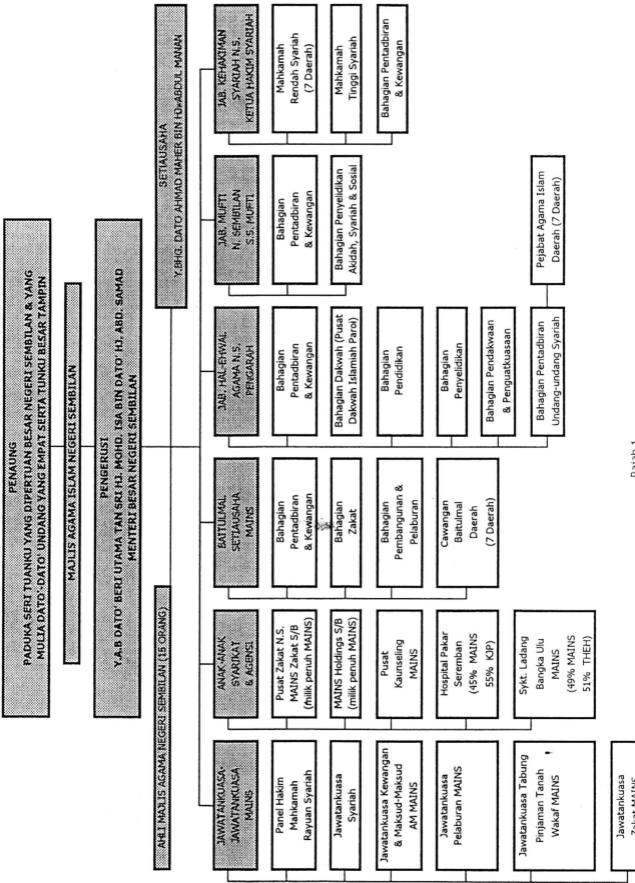 PENAUNG
PADUKA SERI TUANKU YANG DIPERTUAN BESAR NEGERI SEMBILAN & YANG
MULIA DATO'-DATO' UNDANG YANG EMPAT SERTA TUNKU BESAR TAMPIN
MAJLIS AGAMA ISLAM NEGERI SEMBILAN
PENGERUSI
Y.A.B DATO' BERI UTAMA TAN SRI HJ. MOHD. ISA BIN DATO' HJ. ABD. SAMAD
MENTERI BESAR NEGERI SEMBILAN
AHLI MAJLIS AGAMA NEGERI SEMBILAN (15 ORANG)
SETIAUSAHA
Y.BHG. DATO AHMAD MAHER BIN HJ. ABDUL MANAN
JAWATANKUASA-
JAWATANKUASA
MAINS
Panel Hakim
Mahkamah
Rayuan Syariah
Jawatankuasa
Syariah
Jawatankuasa Kewangan
& Maksud-Maksud
AM MAINS
Jawatankuasa
Pelaburan MAINS
Jawatankuasa Tabung
Pinjaman Tanah
Wakaf MAINS
Jawatankuasa
Zakat MAINS
ANAK-ANAK
SYARIKAT
& AGENSI
Pusat Zakat N.S.
MAINS Zakat S/B
(milik penuh MAINS)
MAINS Holdings S/B
(milik penuh MAINS)
Pusat
Kaunseling
MAINS
Hospital Pakar
Seremban
(45% MAINS
55% KJP)
Sykt. Ladang
Bangka Ulu
MAINS
(49% MAINS
51% THEH)
BAITULMAL
SETIAUSAHA
MAINS
Bahagian
Pentadbiran
& Kewangan
Bahagian
Zakat
Bahagian
Pembangunan &
Pelaburan
Cawangan
Baitulmal
Daerah
(7 Daerah)
JAB. HAL-EHWAL
AGAMA N.S.
PENGARAH
Bahagian
Pentadbiran
& Kewangan
Bahagian Dakwah (Pusat
Dakwah Islamiah Paroi)
Bahagian
Pendidikan
Bahagian
Penyelidikan
Bahagian Pendakwaan
& Penguatkuasaan
Bahagian Pentadbiran
Undang-undang Syariah
Pejabat Agama Islam
Daerah (7 Daerah)
JAB. MUFTI
N. SEMBILAN
S.S. MUFTI
Bahagian
Pentadbiran
& Kewangan
Bahagian Penyelidikan
Akidah, Syariah & Sosial
JAB. KEHAKIMAN
SYARIAH N.S.
KETUA HAKIM SYARIAH
Mahkamah
Rendah Syariah
(7 Daerah)
Mahkamah
Tinggi Syariah
Bahagian Pentadbiran
& Kewangan